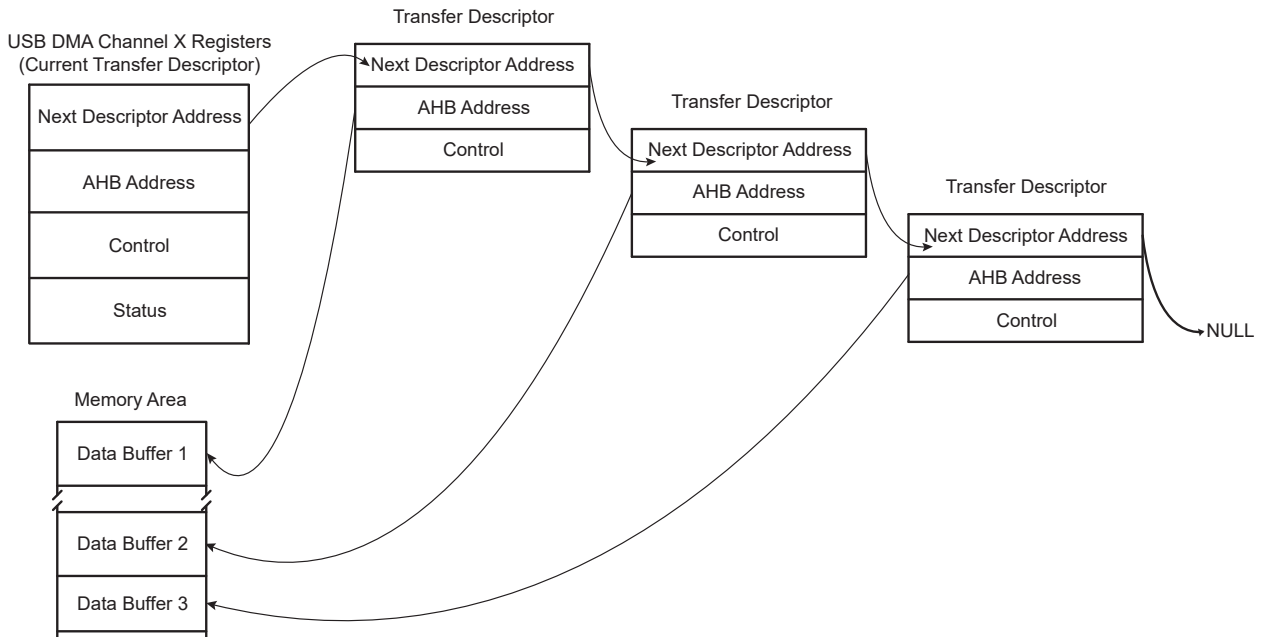 USB DMA Channel X Registers
(Current Transfer Descriptor)
Next Descriptor Address
AHB Address
Control
Status
Transfer Descriptor
Next Descriptor Address
AHB Address
Control
Transfer Descriptor
Next Descriptor Address
AHB Address
Control
Transfer Descriptor
Next Descriptor Address
AHB Address
Control
NULL
Memory Area
Data Buffer 1
Data Buffer 2
Data Buffer 3